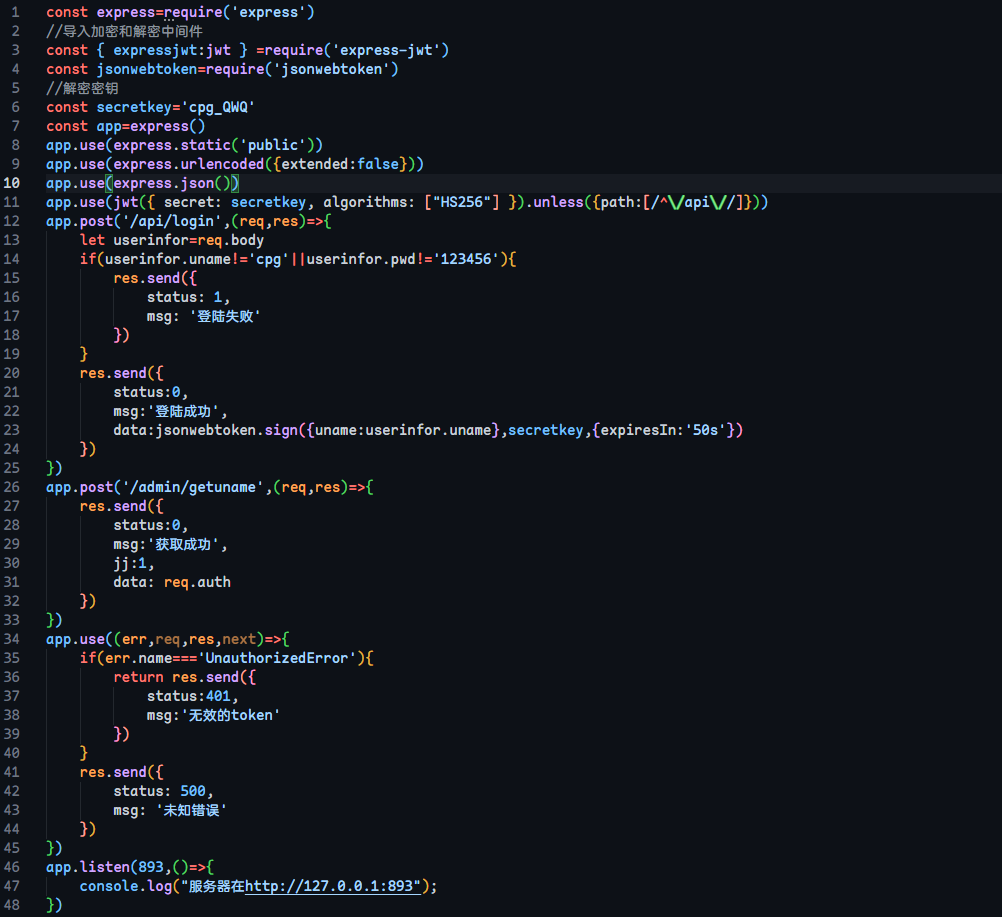 1 const express=require('express')
2 //导入加密和解密中间件
3 const { expressjwt:jwt } =require('express-jwt')
4 const jsonwebtoken=require('jsonwebtoken')
5 //解密密钥
6 const secretkey='cpg_QWQ'
7 const app=express()
8 app.use(express.static('public'))
9 app.use(express.urlencoded({extended:false}))
10 app.use(express.json())
11 app.use(jwt({ secret: secretkey, algorithms: ["HS256"] }).unless({path:[/^\/api\//]}))
12 app.post('/api/login',(req,res)=>{
13     let userinfor=req.body
14     if(userinfor.uname!='cpg'||userinfor.pwd!='123456'){
15         res.send({
16             status: 1,
17             msg: '登陆失败'
18         })
19     }
20     res.send({
21         status:0,
22         msg:'登陆成功',
23         data:jsonwebtoken.sign({uname:userinfor.uname},secretkey,{expiresIn:'50s'})
24     })
25 })
26 app.post('/admin/getuname',(req,res)=>{
27     res.send({
28         status:0,
29         msg:'获取成功',
30         jj:1,
31         data: req.auth
32     })
33 })
34 app.use((err,req,res,next)=>{
35     if(err.name==='UnauthorizedError'){
36         return res.send({
37             status:401,
38             msg:'无效的token'
39         })
40     }
41     res.send({
42         status: 500,
43         msg: '未知错误'
44     })
45 })
46 app.listen(893,()=>{
47     console.log("服务器在http://127.0.0.1:893");
48 })